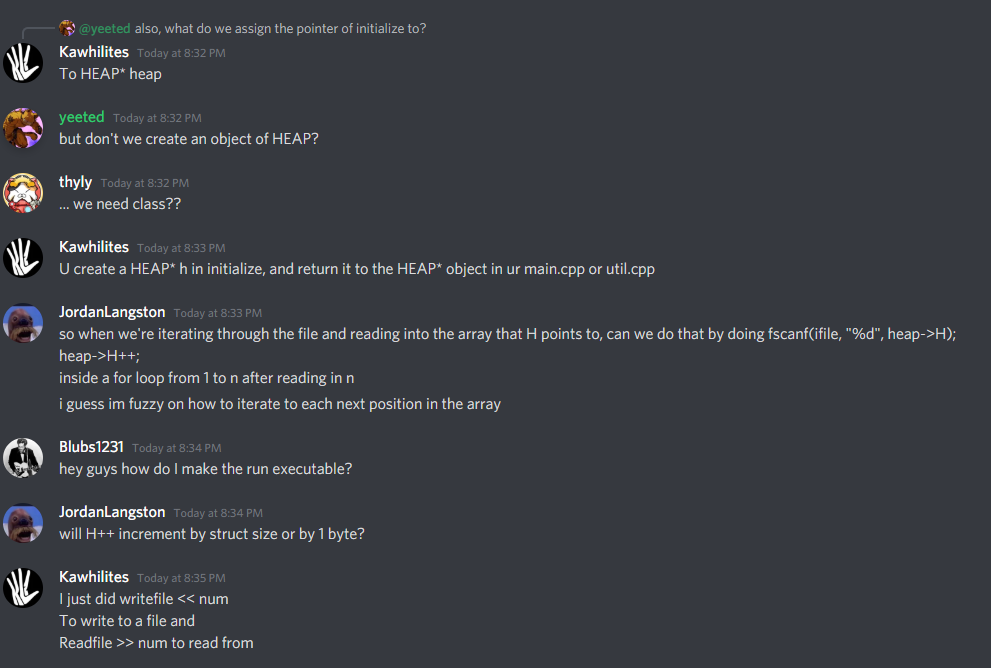 @yeeted also, what do we assign the pointer of initialize to?
Kawhilites Today at 8:32 PM
To HEAP* heap
yeeted Today at 8:32 PM
but don't we create an object of HEAP?
thyly Today at 8:32 PM
... we need class??
Kawhilites Today at 8:33 PM
U create a HEAP* h in initialize, and return it to the HEAP* object in ur main.cpp or util.cpp
JordanLangston Today at 8:33 PM
so when we're iterating through the file and reading into the array that H points to, can we do that by doing fscanf(ifile, "%d", heap->H);
heap->H++;
inside a for loop from 1 to n after reading in n
i guess im fuzzy on how to iterate to each next position in the array
Blubs1231 Today at 8:34 PM
hey guys how do I make the run executable?
JordanLangston Today at 8:34 PM
will H++ increment by struct size or by 1 byte?
Kawhilites Today at 8:35 PM
I just did writefile << num
To write to a file and
Readfile >> num to read from